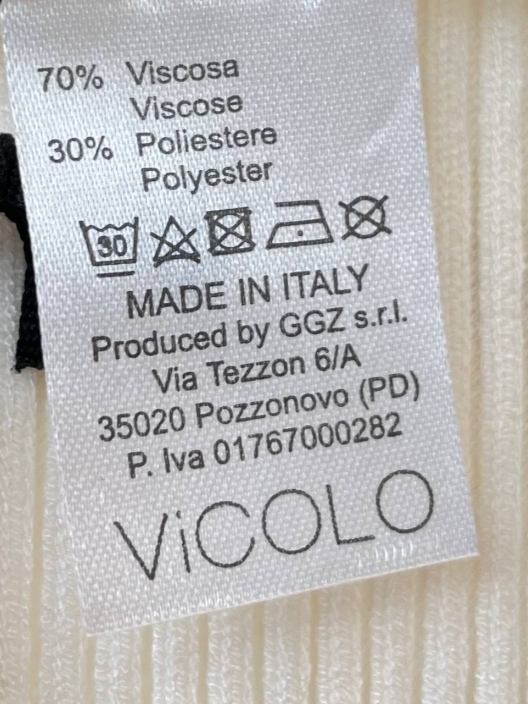 70% Viscosa
Viscose
30% Poliestere
Polyester
30
MADE IN ITALY
Produced by GGZ s.r.l.
Via Tezzon 6/A
35020 Pozzonovo (PD)
P. Iva 01767000282
ViCOLO